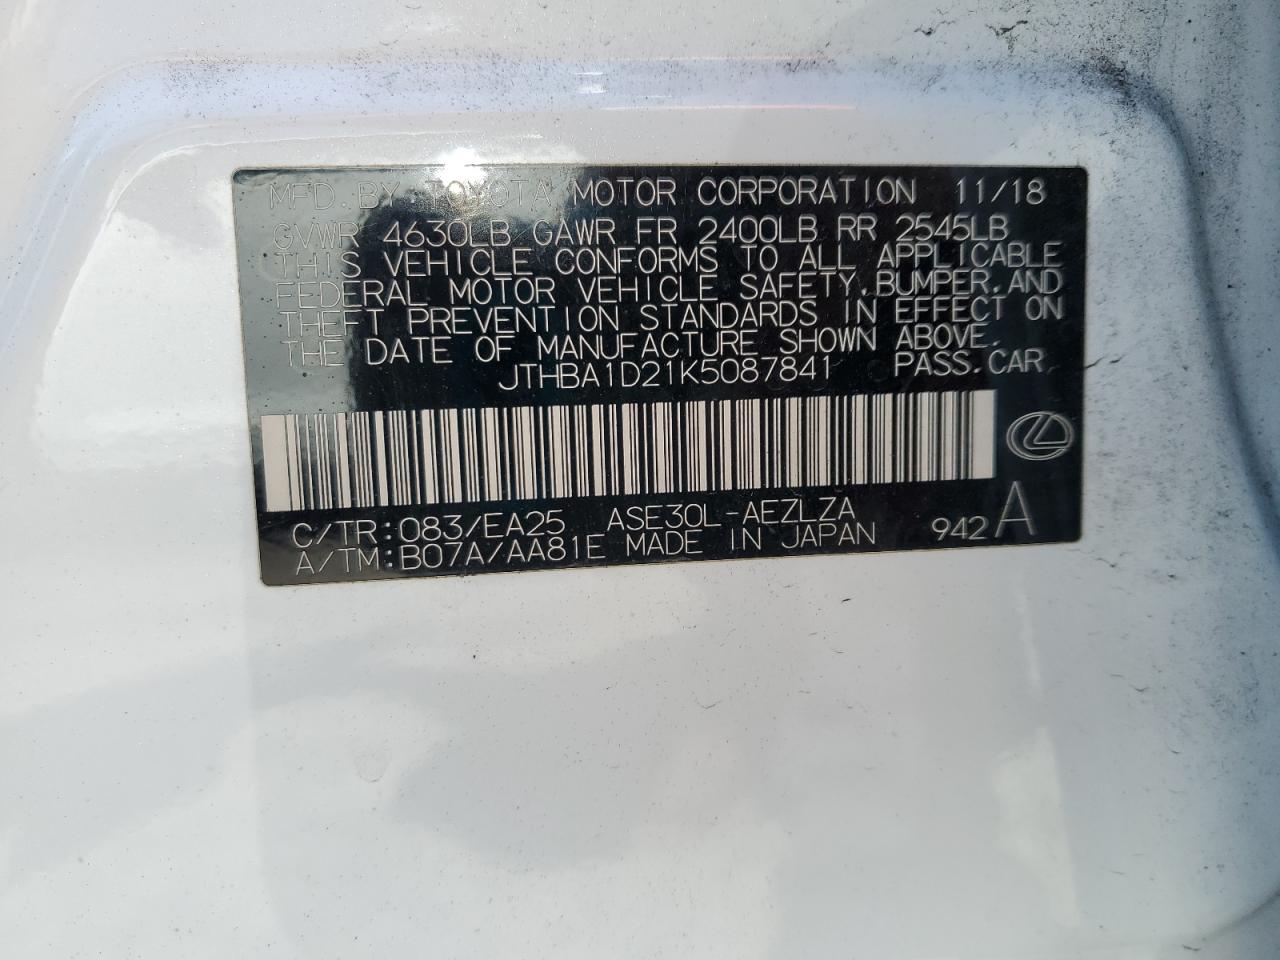 MFD.BY: TOYOTA MOTOR CORPORATION 11/18
GVWR 4630LB GAWR FR 2400LB RR 2545LB
THIS VEHICLE CONFORMS TO ALL APPLICABLE
FEDERAL MOTOR VEHICLE SAFETY,BUMPER,AND
THEFT PREVENTION STANDARDS IN EFFECT ON
THE DATE OF MANUFACTURE SHOWN ABOVE.
JTHBA1D21K5087841 PASS.CAR
C/TR:083/EA25 ASE30L-AEZLZA
A/TM:B07A/AA81E MADE IN JAPAN 942 A